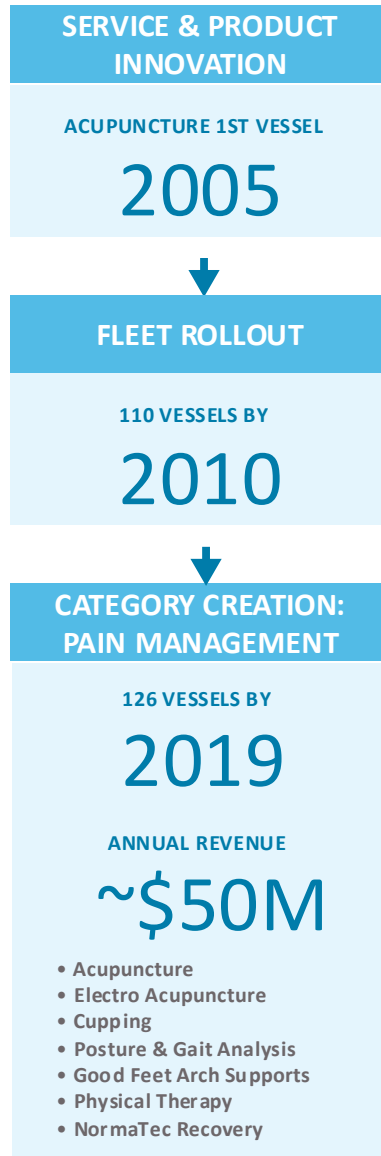 SERVICE & PRODUCT
INNOVATION
ACUPUNCTURE 1ST VESSEL
2005
FLEET ROLLOUT
110 VESSELS BY
2010
CATEGORY CREATION:
PAIN MANAGEMENT
126 VESSELS BY
2019
ANNUAL REVENUE
~$50M
• Acupuncture
• Electro Acupuncture
• Cupping
• Posture & Gait Analysis
• Good Feet Arch Supports
• Physical Therapy
• NormaTec Recovery